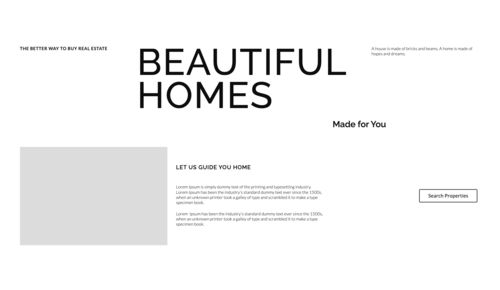 THE BETTER WAY TO BUY REAL ESTATE
BEAUTIFUL
HOMES
A house is made of bricks and beams. A home is made of
hopes and dreams.
Made for You
LET US GUIDE YOU HOME
Lorem Ipsum is simply dummy text of the printing and typesetting industry.
Lorem Ipsum has been the industry's standard dummy text ever since the 1500s,
when an unknown printer took a galley of type and scrambled it to make a type
specimen book.
Lorem Ipsum has been the industry's standard dummy text ever since the 1500s,
when an unknown printer took a galley of type and scrambled it to make a type
specimen book.
Search Properties